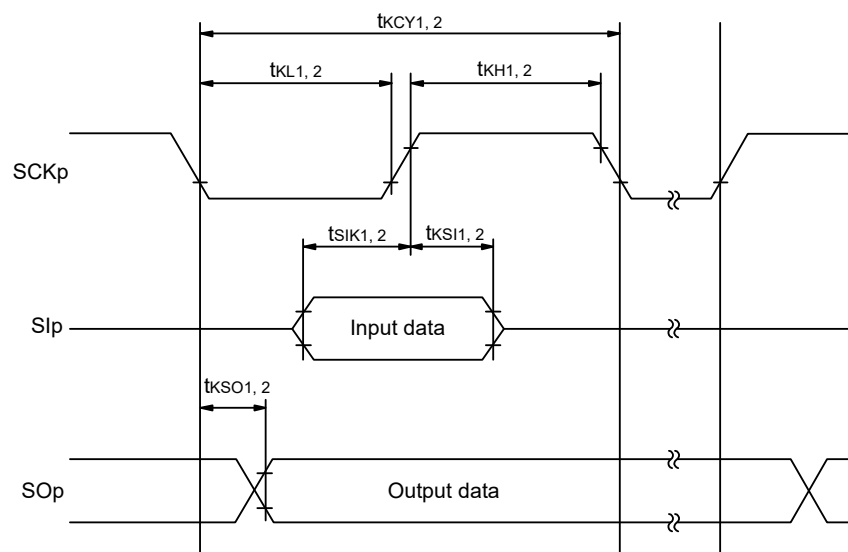 tKCY1, 2
tKL1, 2
tKH1, 2
SCKp
tSIK1, 2
tKSI1, 2
SIp
Input data
tKSO1, 2
SOp
Output data